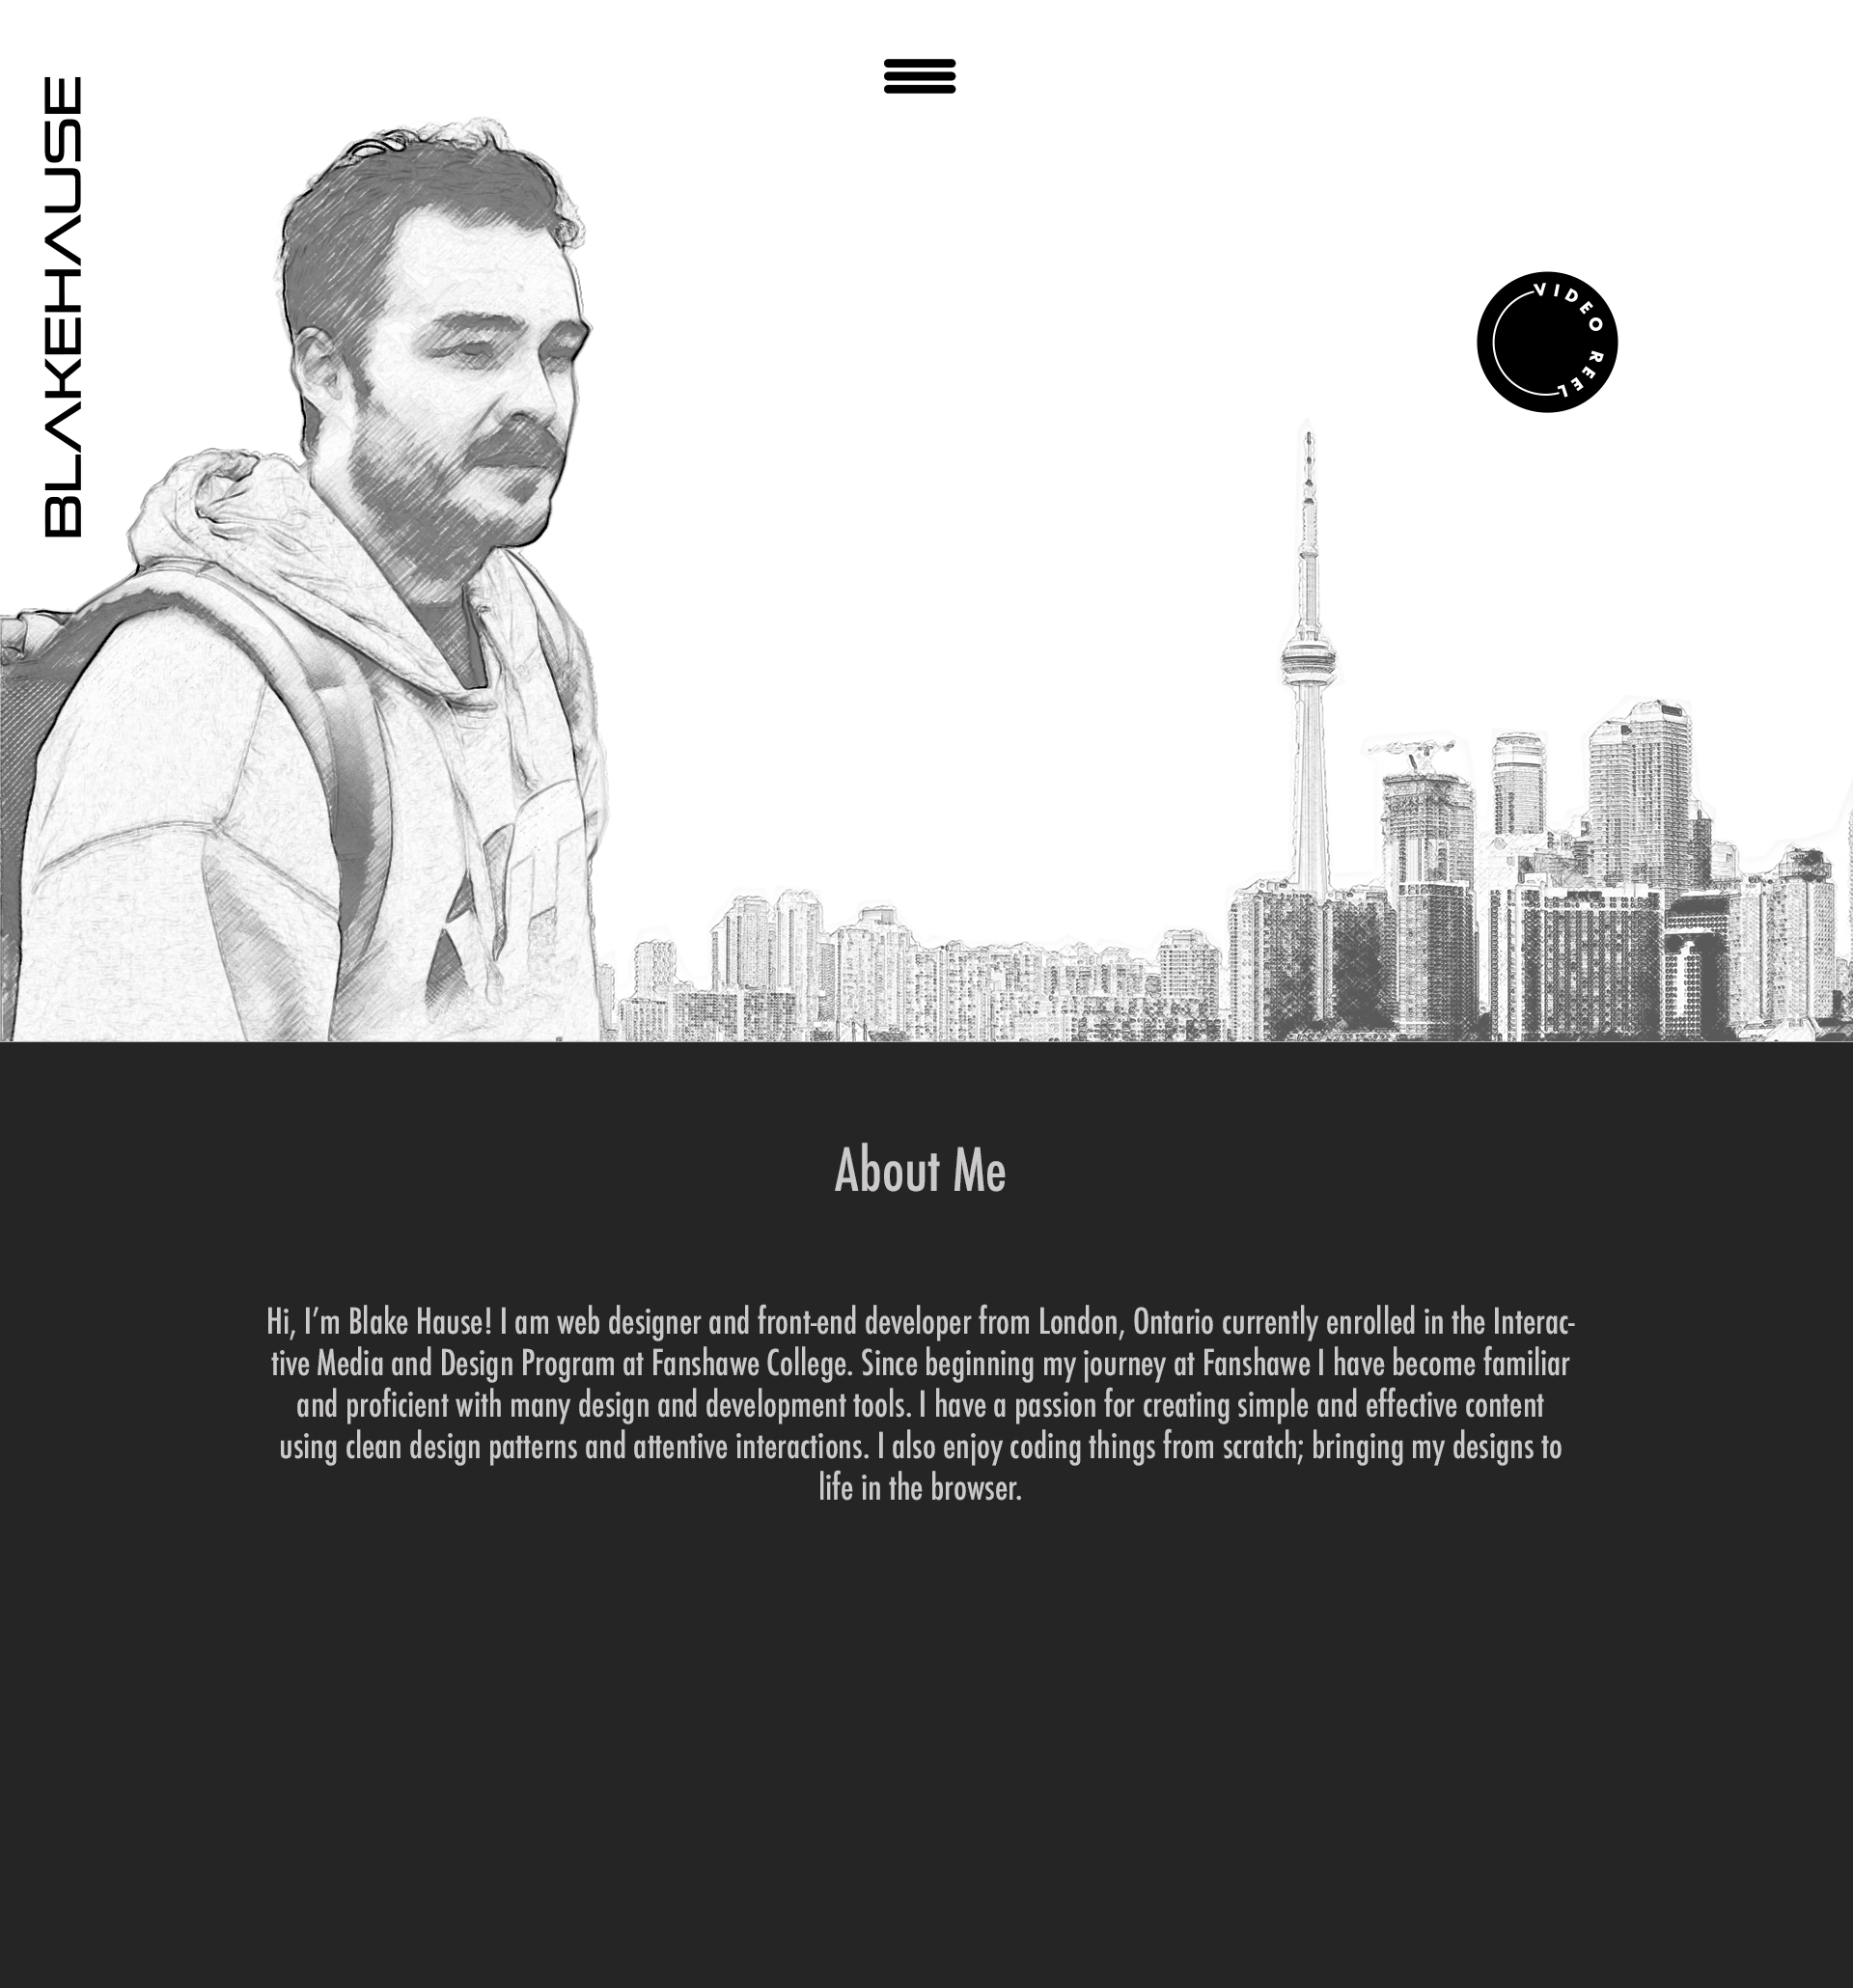 BLAKEHAUSE
VIDEO REEL
About Me
Hi, I’m Blake Hause! I am web designer and front-end developer from London, Ontario currently enrolled in the Interac-
tive Media and Design Program at Fanshawe College. Since beginning my journey at Fanshawe I have become familiar
and proficient with many design and development tools. I have a passion for creating simple and effective content
using clean design patterns and attentive interactions. I also enjoy coding things from scratch; bringing my designs to
life in the browser.